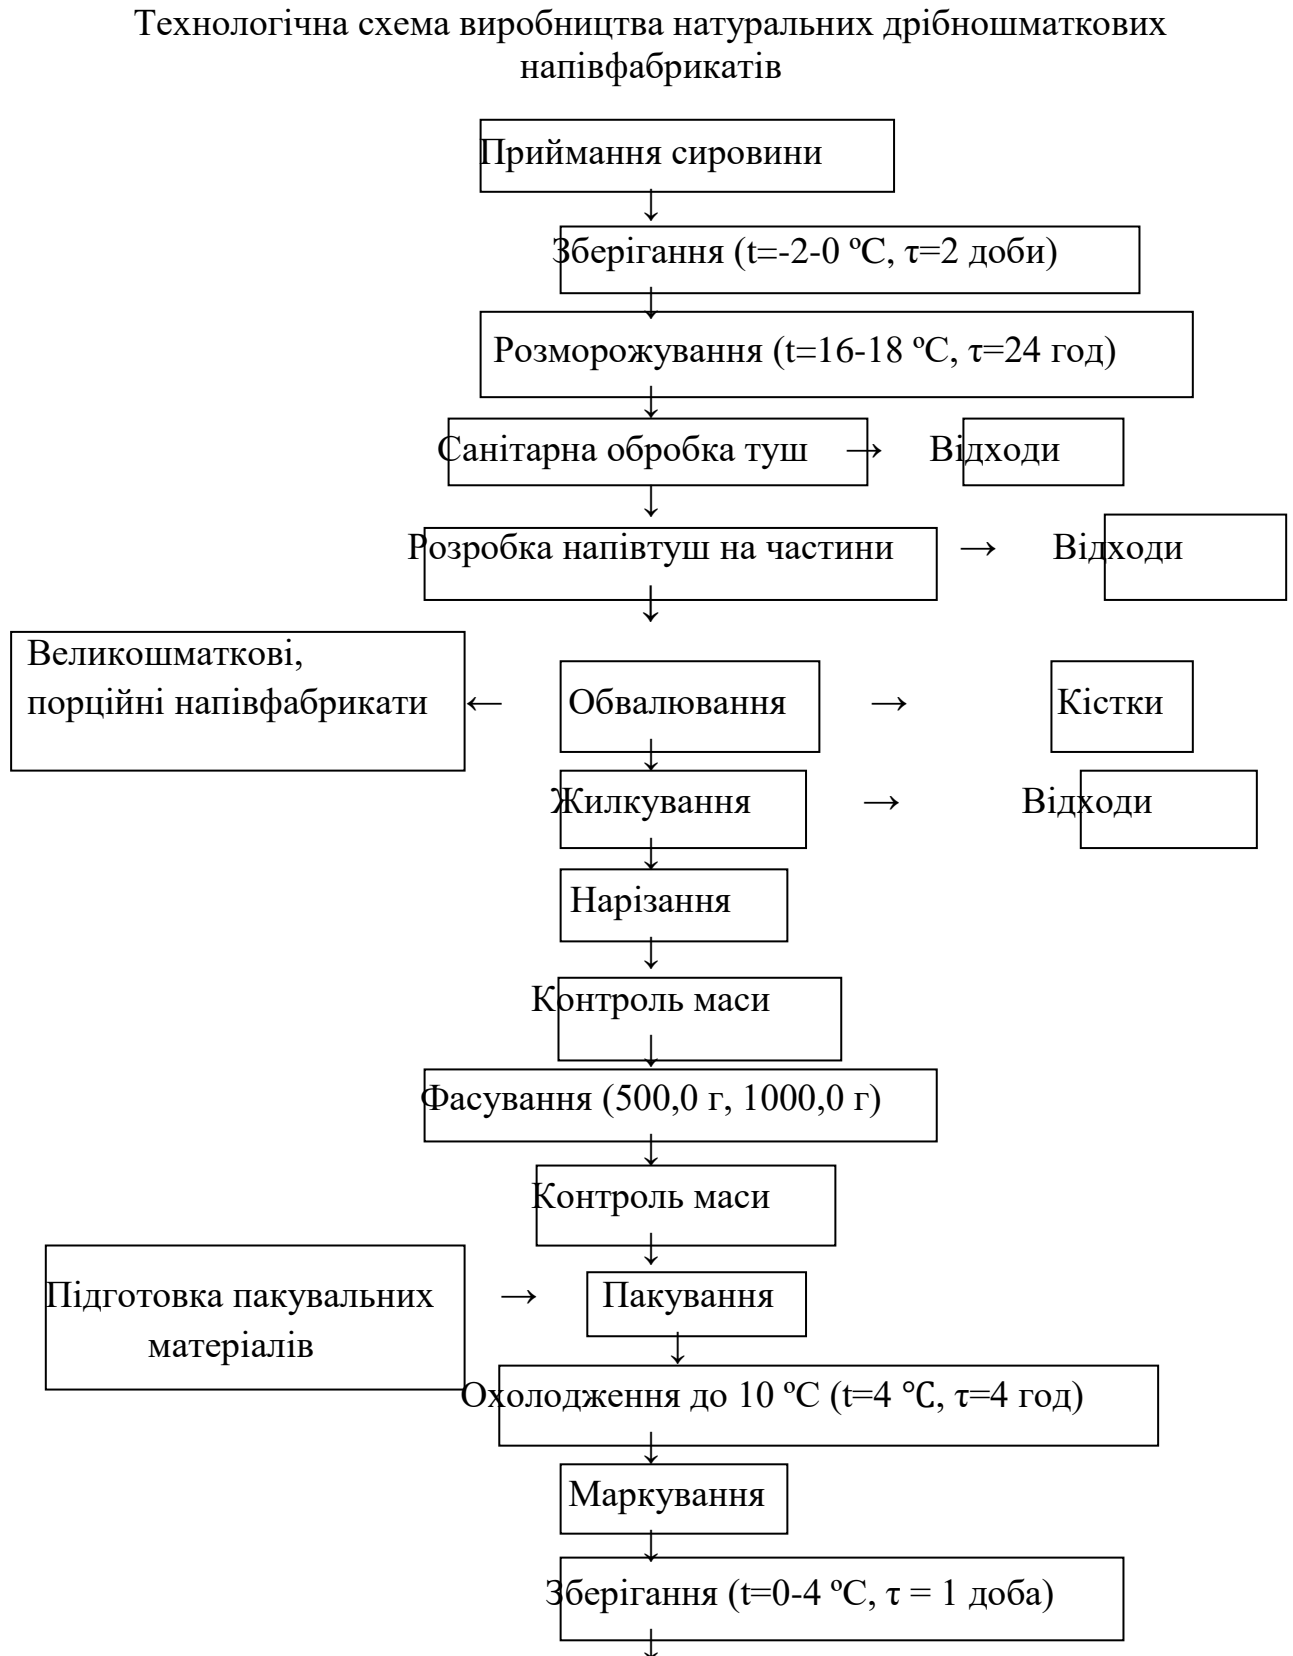 Технологічна схема виробництва натуральних дрібношматкових
напівфабрикатів
Приймання сировини
↓
Зберігання (t=-2-0 ºС, τ=2 доби)
↓
Розморожування (t=16-18 ºС, τ=24 год)
↓
Санітарна обробка туш → Відходи
↓
Розробка напівтуш на частини → Відходи
↓
Великошматкові,
порційні напівфабрикати ← Обвалювання → Кістки
↓
Жилкування → Відходи
↓
Нарізання
↓
Контроль маси
↓
Фасування (500,0 г, 1000,0 г)
↓
Контроль маси
↓
Підготовка пакувальних → Пакування
матеріалів
↓
Охолодження до 10 ºС (t=4 ℃, τ=4 год)
↓
Маркування
↓
Зберігання (t=0-4 ºС, τ = 1 доба)
↓